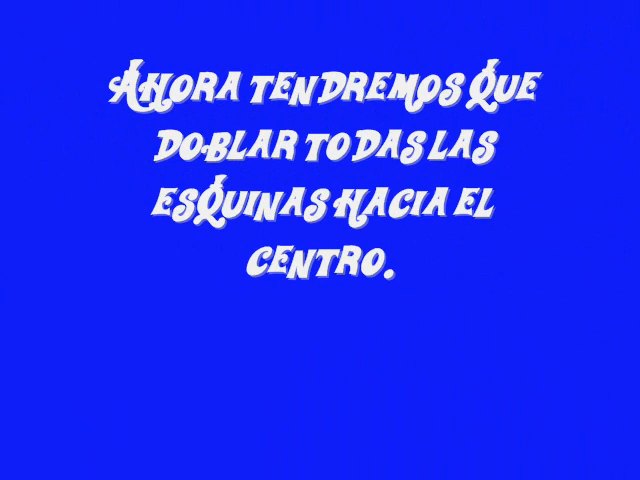 Ahora tendremos que
doblar todas las
esquinas hacia el
centro.